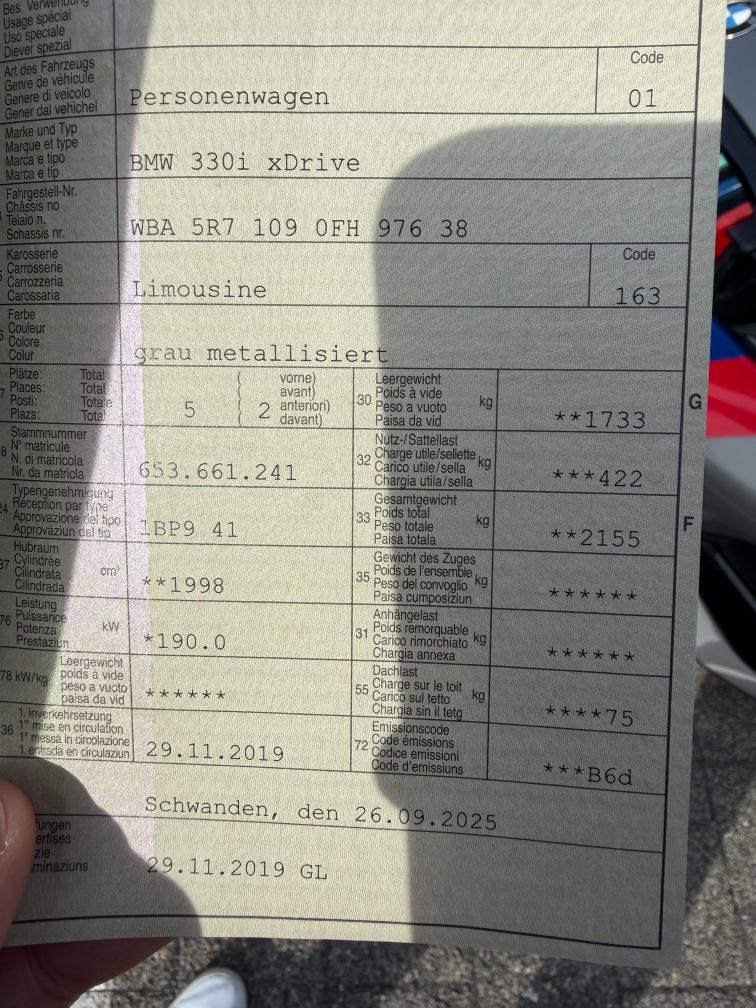 Bes. Verwendung
Usage spécial
Uso speciale
Diever spezial
Art des Fahrzeugs
Genre de véhicule
Genere di veicolo
Gener dal vehichel
Personenwagen
Code
01
Marke und Typ
Marque et type
Marca e tipo
Marca e tip
BMW 330i xDrive
Fahrgestell-Nr.
Châssis no
Telaio n.
Schassis nr.
WBA 5R7 109 0FH 976 38
Karosserie
Carrosserie
Carrozzeria
Carossaria
Limousine
Code
163
Farbe
Couleur
Colore
Colur
grau metallisiert
7 Plätze: Total
Places: Total
Posti: Totale
Plazs: Total
5 ( 2 vorne)
( avant)
( anteriori)
( davant)
30 Leergewicht
Poids à vide
Peso a vuoto
Paisa da vid
kg
**1733
G
8 Stammnummer
N° matricule
N. di matricola
Nr. da matricla
653.661.241
32 Nutz-/Sattellast
Charge utile/sellette
Carico utile/sella
Chargia utila/sella
kg
***422
24 Typengenehmigung
Réception par type
Approvazione del tipo
Approvaziun dal tip
1BP9 41
33 Gesamtgewicht
Poids total
Peso totale
Paisa totala
kg
**2155
F
37 Hubraum
Cylindrée
Cilindrata
Cilindrada
cm³
**1998
35 Gewicht des Zuges
Poids de l'ensemble
Peso del convoglio
Paisa cumposiziun
kg
******
76 Leistung
Puissance
Potenza
Prestaziun
kW
*190.0
31 Anhängelast
Poids remorquable
Carico rimorchiato
Chargia annexa
kg
******
78 kW/kg Leergewicht
poids à vide
peso a vuoto
paisa da vid
******
55 Dachlast
Charge sur le toit
Carico sul tetto
Chargia sin il tetg
kg
****75
36 1. Inverkehrsetzung
1re mise en circulation
1a messa in circolazione
1. entrada en circulaziun
29.11.2019
72 Emissionscode
Code émissions
Codice emissioni
Code d'emissiuns
***B6d
Schwanden, den 26.09.2025
29.11.2019 GL